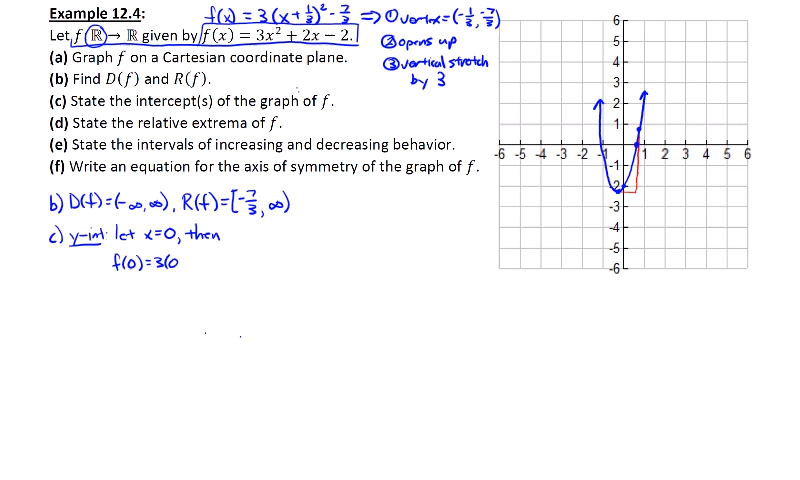 Example 12.4: f(x) = 3(x + 1/3)² - 7/3 ⇒ ① vertex = (-1/3, -7/3)
Let f: ℝ → ℝ given by f(x) = 3x² + 2x − 2. ② opens up
(a) Graph f on a Cartesian coordinate plane. ③ vertical stretch
by 3
(b) Find D(f) and R(f).
(c) State the intercept(s) of the graph of f.
(d) State the relative extrema of f.
(e) State the intervals of increasing and decreasing behavior.
(f) Write an equation for the axis of symmetry of the graph of f.
b) D(f) = (-∞, ∞), R(f) = [-7/3, ∞)
c) y-int: let x=0, then
f(0) = 3(0
6
5
4
3
2
1
-6 -5 -4 -3 -2 -1 1 2 3 4 5 6
-1
-2
-3
-4
-5
-6